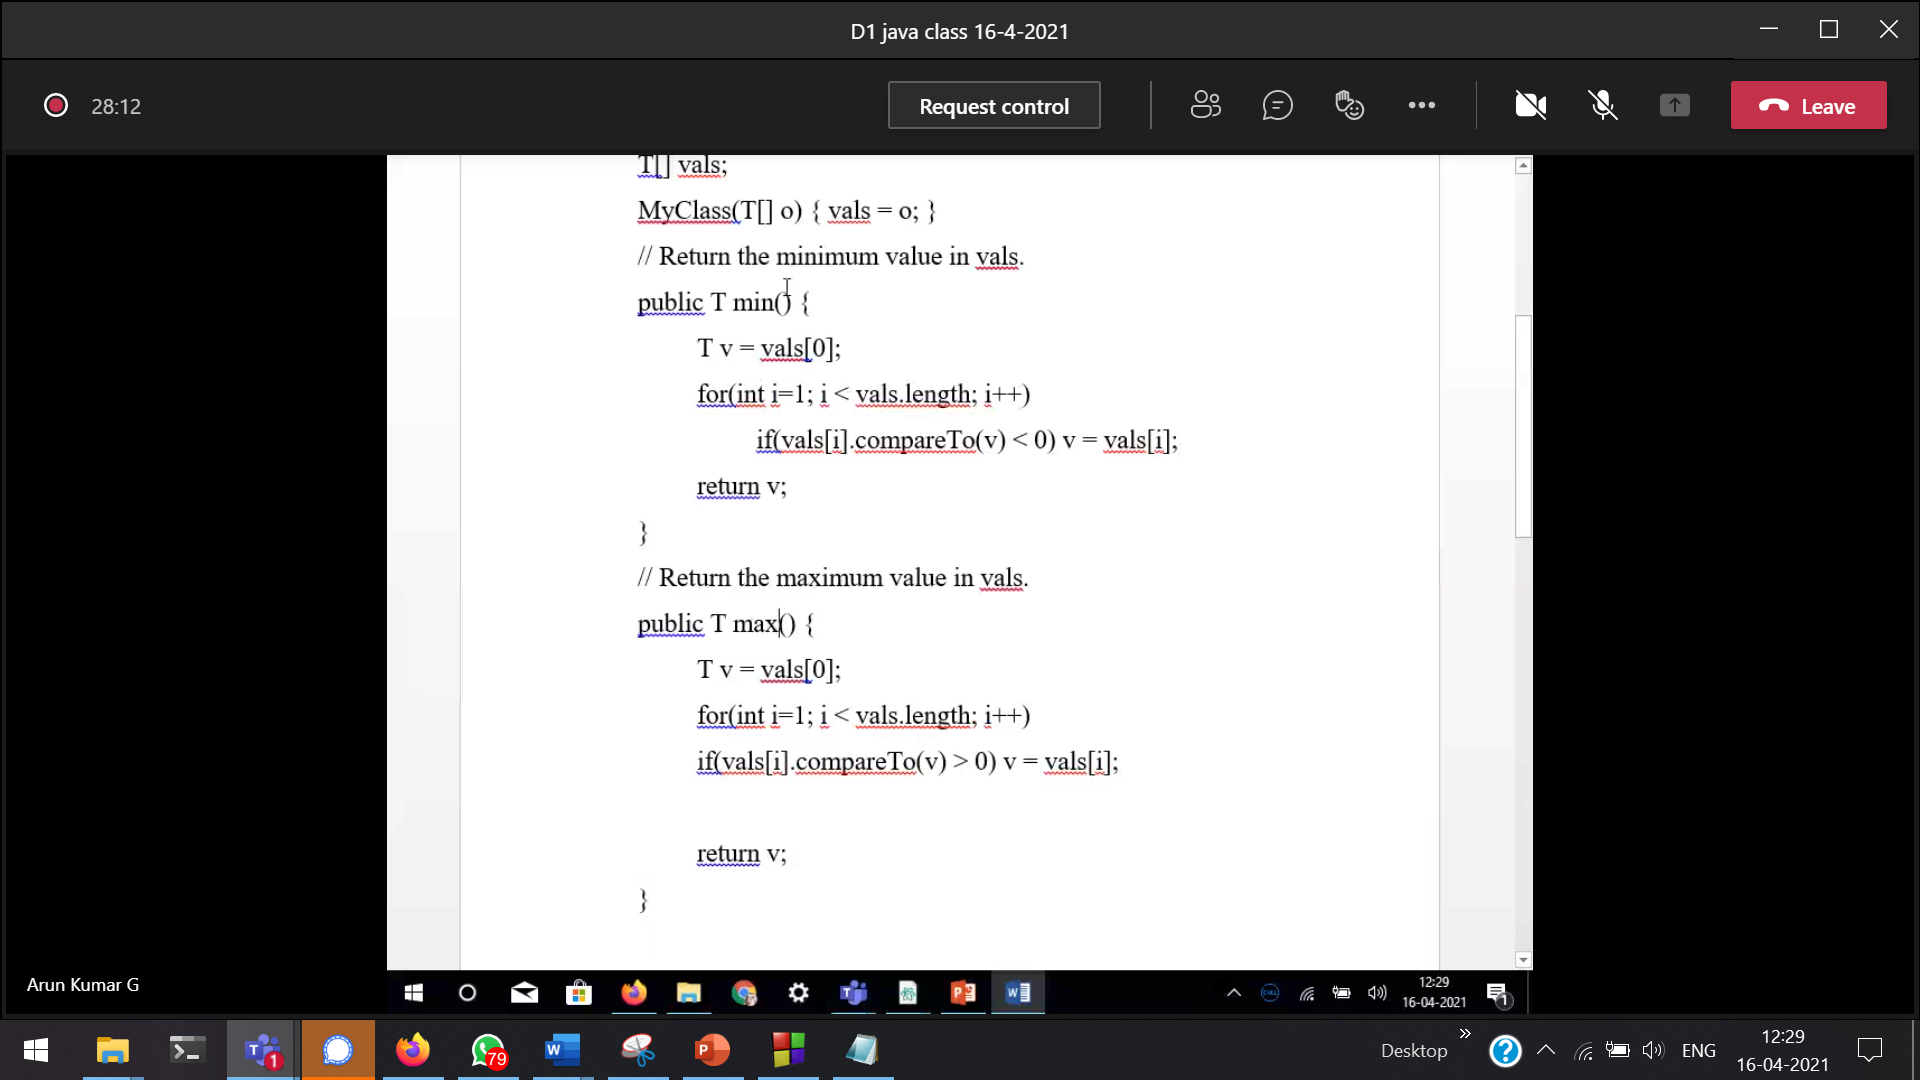 D1 java class 16-4-2021
28:12
Request control
Leave
T[] vals;
MyClass(T[] o) { vals = o; }
// Return the minimum value in vals.
public T min() {
T v = vals[0];
for(int i=1; i < vals.length; i++)
if(vals[i].compareTo(v) < 0) v = vals[i];
return v;
}
// Return the maximum value in vals.
public T max() {
T v = vals[0];
for(int i=1; i < vals.length; i++)
if(vals[i].compareTo(v) > 0) v = vals[i];
return v;
}
Arun Kumar G
12:29
16-04-2021
1
1
79
Desktop
ENG
12:29
16-04-2021